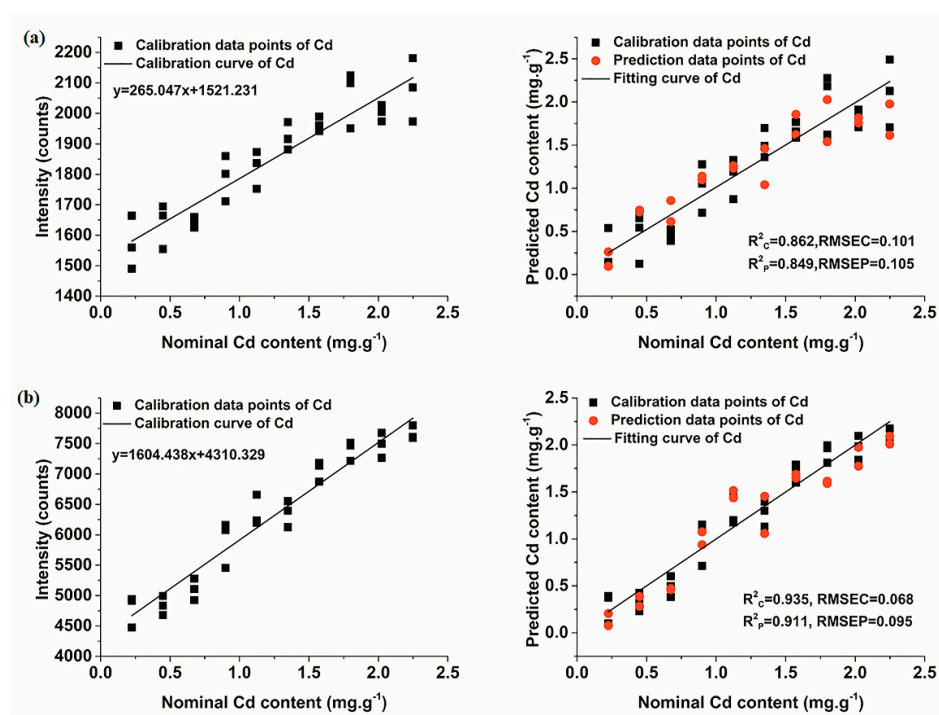 (a)
2200
2100
2000
1900
1800
1700
1600
1500
1400
Intensity (counts)
Calibration data points of Cd
Calibration curve of Cd
y=265.047x+1521.231
0.0 0.5 1.0 1.5 2.0 2.5
Nominal Cd content (mg.g⁻¹)
2.5
2.0
1.5
1.0
0.5
0.0
Predicted Cd content (mg.g⁻¹)
Calibration data points of Cd
Prediction data points of Cd
Fitting curve of Cd
R²C=0.862,RMSEC=0.101
R²P=0.849,RMSEP=0.105
0.0 0.5 1.0 1.5 2.0 2.5
Nominal Cd content (mg.g⁻¹)
(b)
8000
7500
7000
6500
6000
5500
5000
4500
4000
Intensity (counts)
Calibration data points of Cd
Calibration curve of Cd
y=1604.438x+4310.329
0.0 0.5 1.0 1.5 2.0 2.5
Nominal Cd content (mg.g⁻¹)
2.5
2.0
1.5
1.0
0.5
0.0
Predicted Cd content (mg.g⁻¹)
Calibration data points of Cd
Prediction data points of Cd
Fitting curve of Cd
R²C=0.935, RMSEC=0.068
R²P=0.911, RMSEP=0.095
0.0 0.5 1.0 1.5 2.0 2.5
Nominal Cd content (mg.g⁻¹)